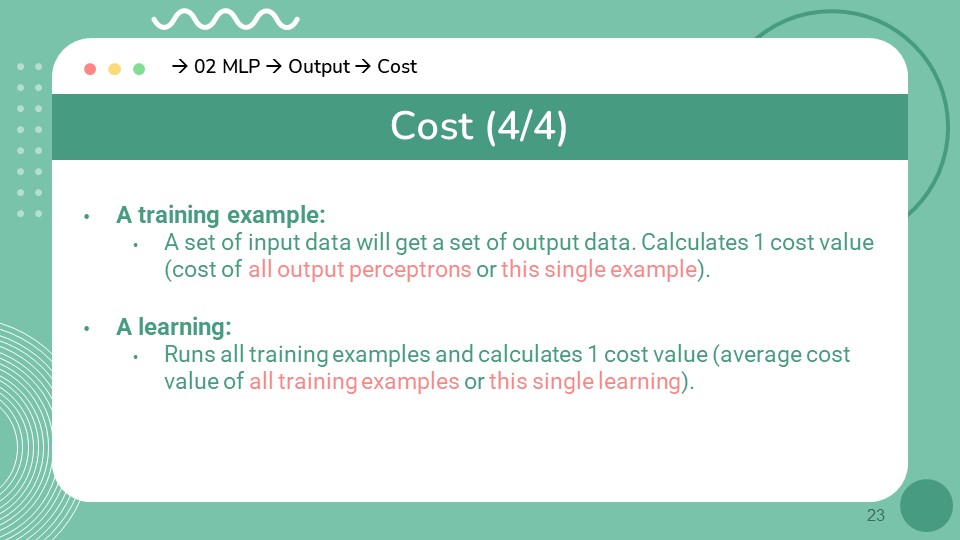 → 02 MLP → Output → Cost
Cost (4/4)
• A training example:
• A set of input data will get a set of output data. Calculates 1 cost value
(cost of all output perceptrons or this single example).
• A learning:
• Runs all training examples and calculates 1 cost value (average cost
value of all training examples or this single learning).
23